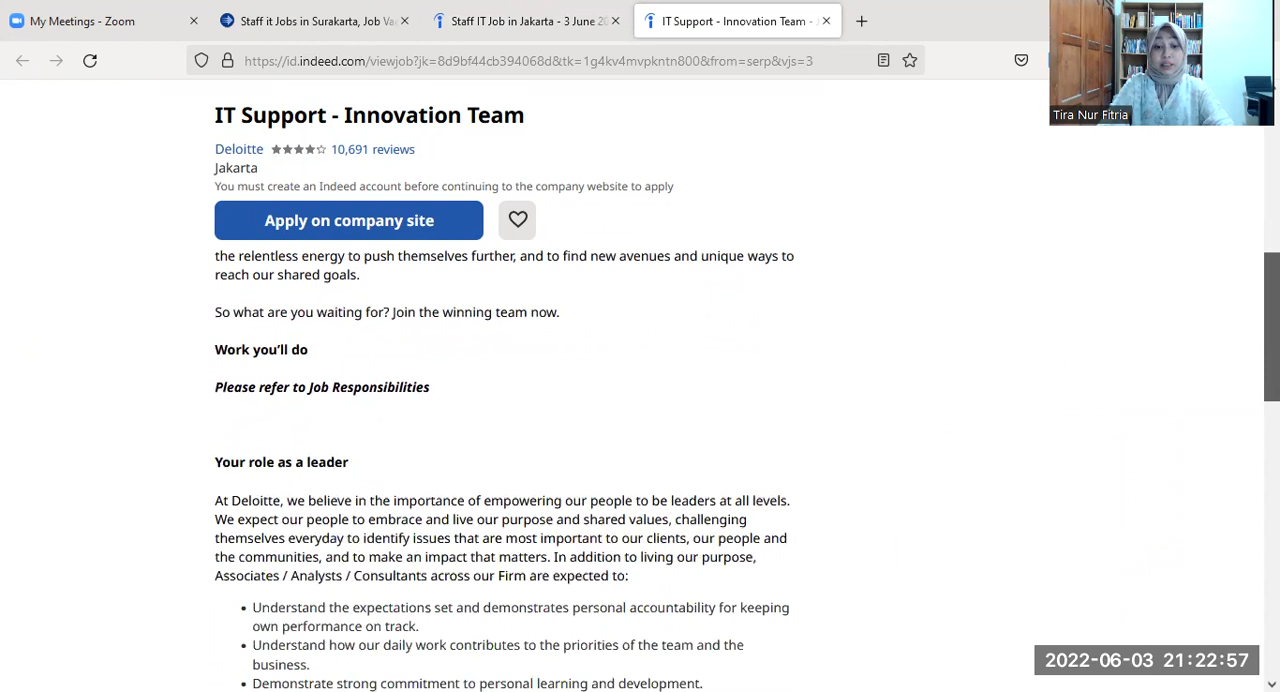 My Meetings - Zoom
Staff it Jobs in Surakarta, Job Va
Staff IT Job in Jakarta - 3 June 20
IT Support - Innovation Team - J
https://id.indeed.com/viewjob?jk=8d9bf44cb394068d&tk=1g4kv4mvpkntn800&from=serp&vjs=3
Tira Nur Fitria
IT Support - Innovation Team
Deloitte 10,691 reviews
Jakarta
You must create an Indeed account before continuing to the company website to apply
Apply on company site
the relentless energy to push themselves further, and to find new avenues and unique ways to
reach our shared goals.
So what are you waiting for? Join the winning team now.
Work you'll do
Please refer to Job Responsibilities
Your role as a leader
At Deloitte, we believe in the importance of empowering our people to be leaders at all levels.
We expect our people to embrace and live our purpose and shared values, challenging
themselves everyday to identify issues that are most important to our clients, our people and
the communities, and to make an impact that matters. In addition to living our purpose,
Associates / Analysts / Consultants across our Firm are expected to:
• Understand the expectations set and demonstrates personal accountability for keeping
own performance on track.
• Understand how our daily work contributes to the priorities of the team and the
business.
• Demonstrate strong commitment to personal learning and development.
2022-06-03 21:22:57